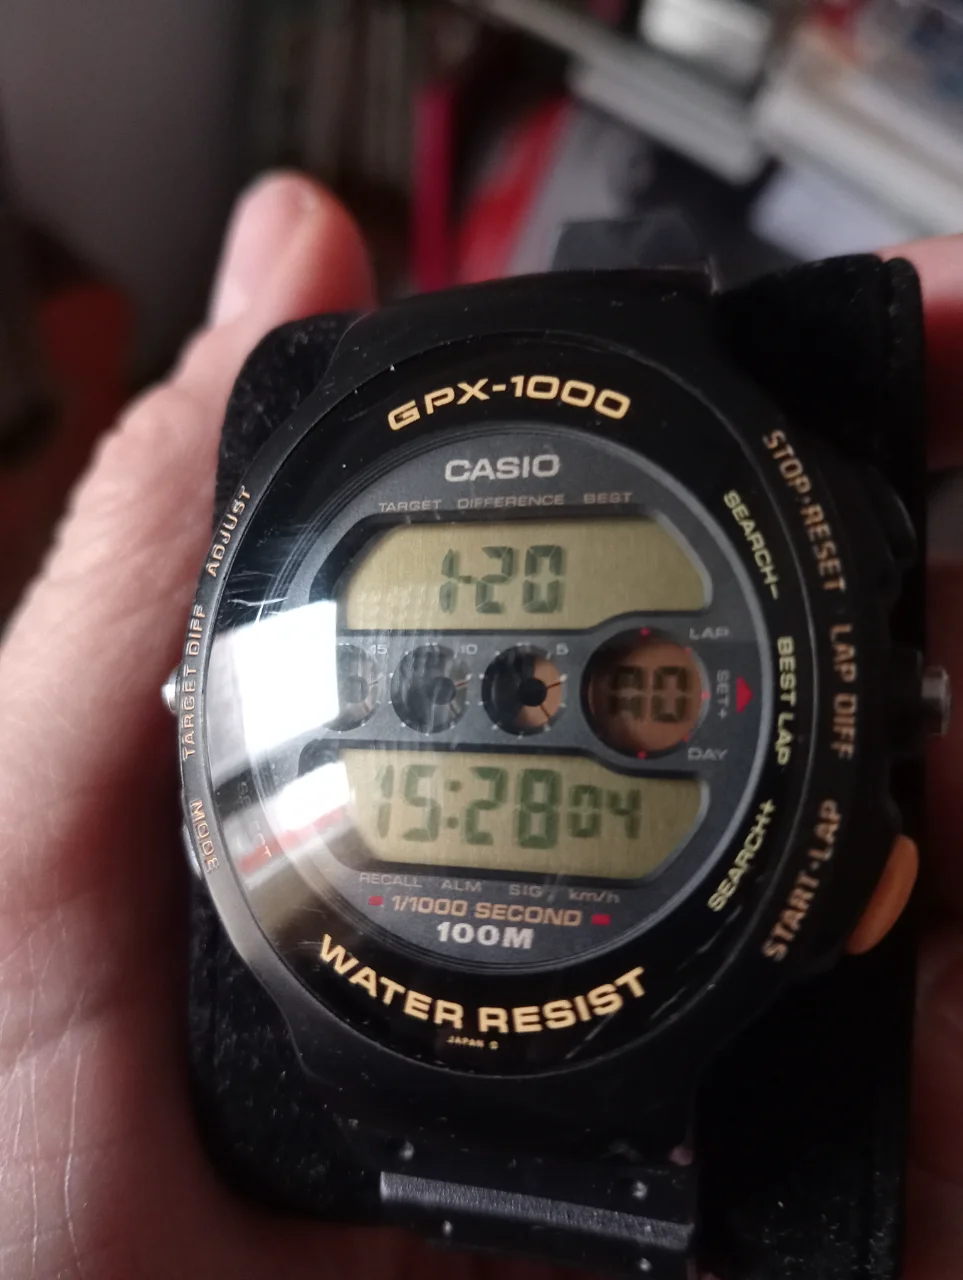 GPX-1000
CASIO
TARGET DIFFERENCE BEST
1-20
15 10 5
LAP
SET+
DAY
15:28 04
RECALL ALM SIG km/h
1/1000 SECOND
100M
WATER RESIST
JAPAN
ADJUST
TARGET DIFF
MODE
SEARCH-
BEST LAP
SEARCH+
STOP·RESET
LAP DIFF
START·LAP